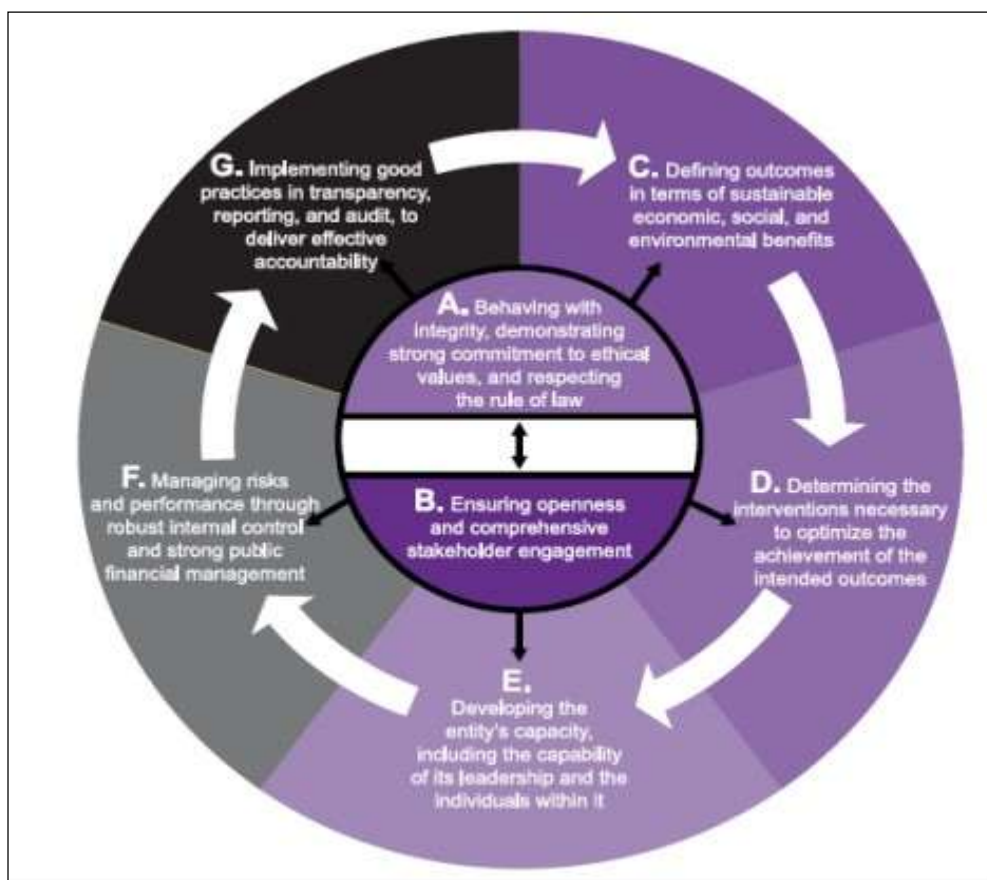 A. Behaving with
integrity, demonstrating
strong commitment to ethical
values, and respecting
the rule of law
B. Ensuring openness
and comprehensive
stakeholder engagement
C. Defining outcomes
in terms of sustainable
economic, social, and
environmental benefits
D. Determining the
interventions necessary
to optimize the
achievement of the
intended outcomes
E.
Developing the
entity's capacity,
including the capability
of its leadership and the
individuals within it
F. Managing risks
and performance through
robust internal control
and strong public
financial management
G. Implementing good
practices in transparency,
reporting, and audit, to
deliver effective
accountability